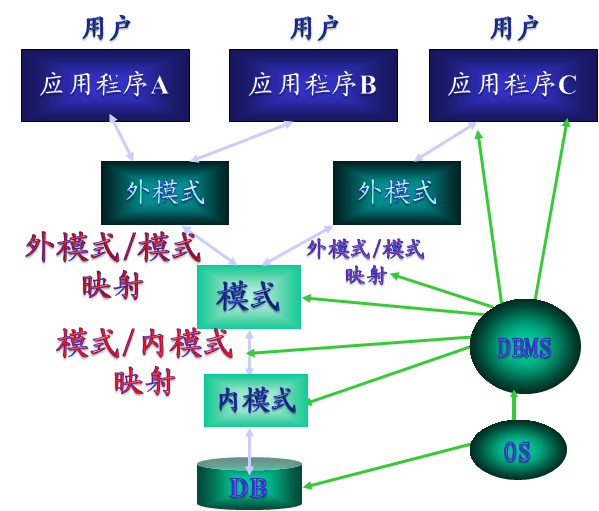 用户
用户
用户
应用程序A
应用程序B
应用程序C
外模式
外模式
外模式/模式
映射
外模式/模式
映射
模式
模式/内模式
映射
DBMS
内模式
OS
DB